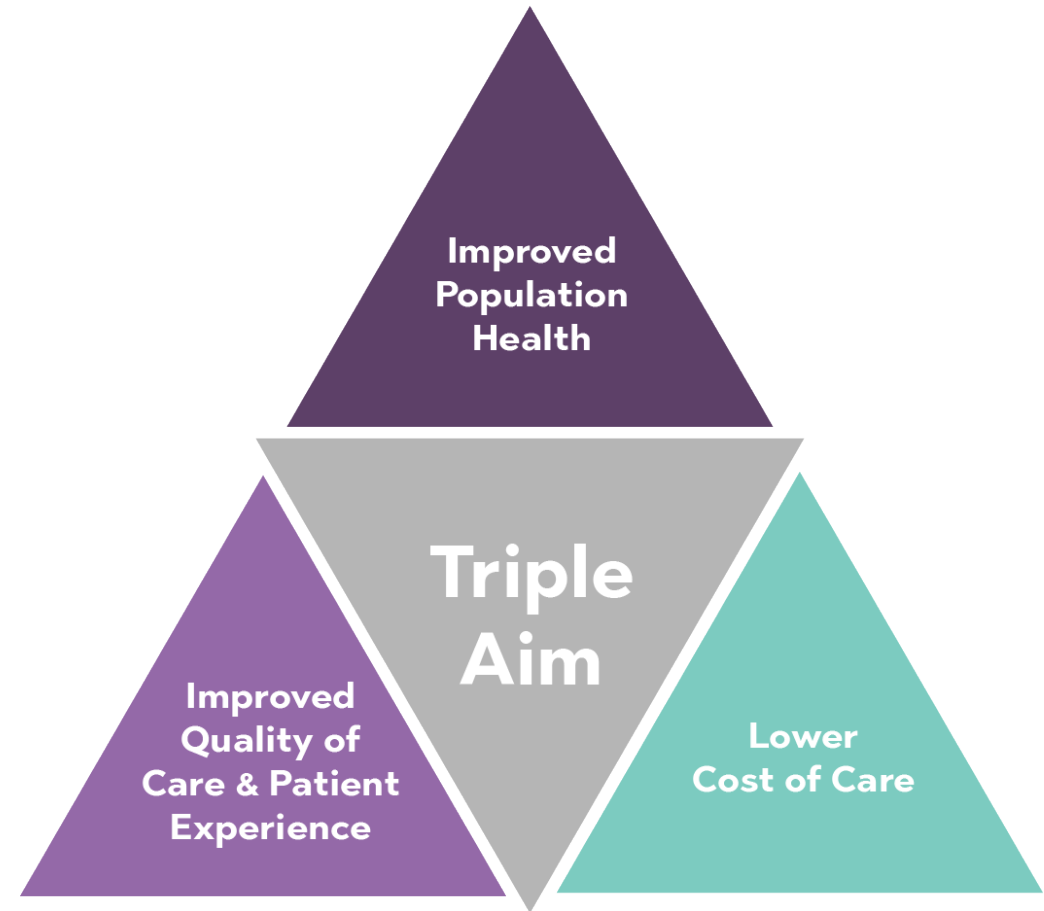 Improved
Population
Health
Triple
Aim
Improved
Quality of
Care & Patient
Experience
Lower
Cost of Care